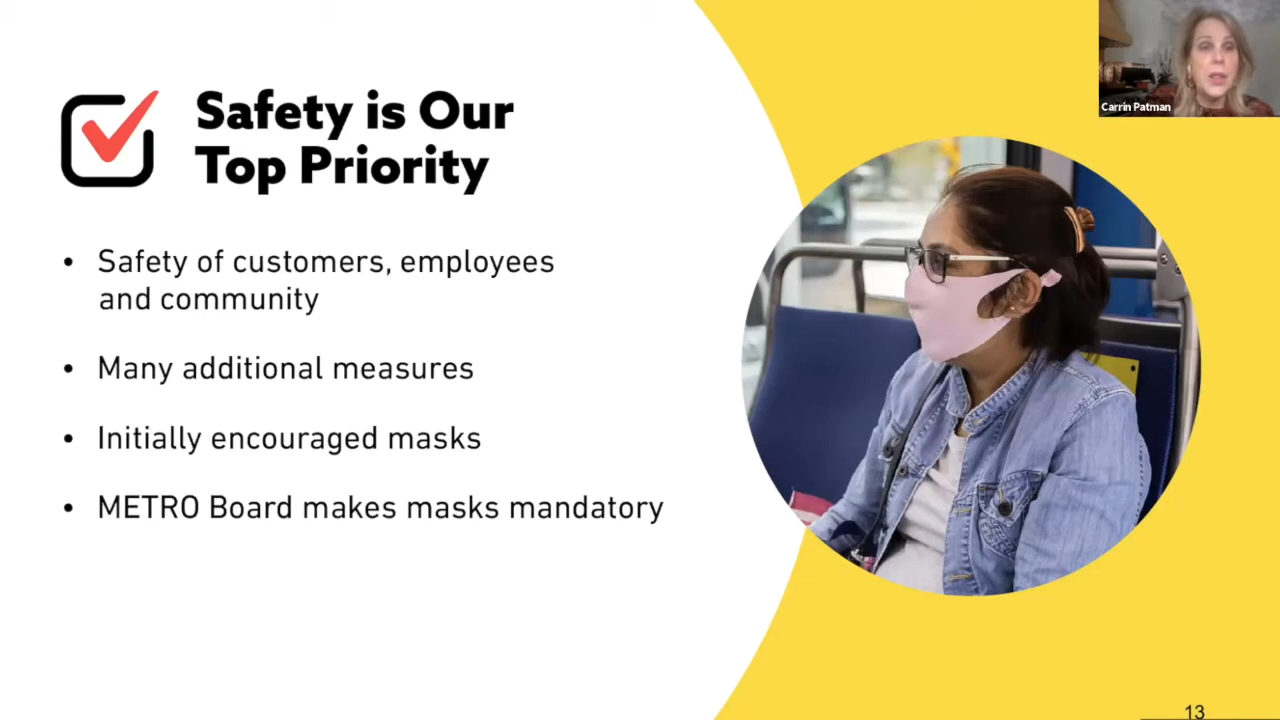 Safety is Our
Top Priority
• Safety of customers, employees
and community
• Many additional measures
• Initially encouraged masks
• METRO Board makes masks mandatory
Carrin Patman
13